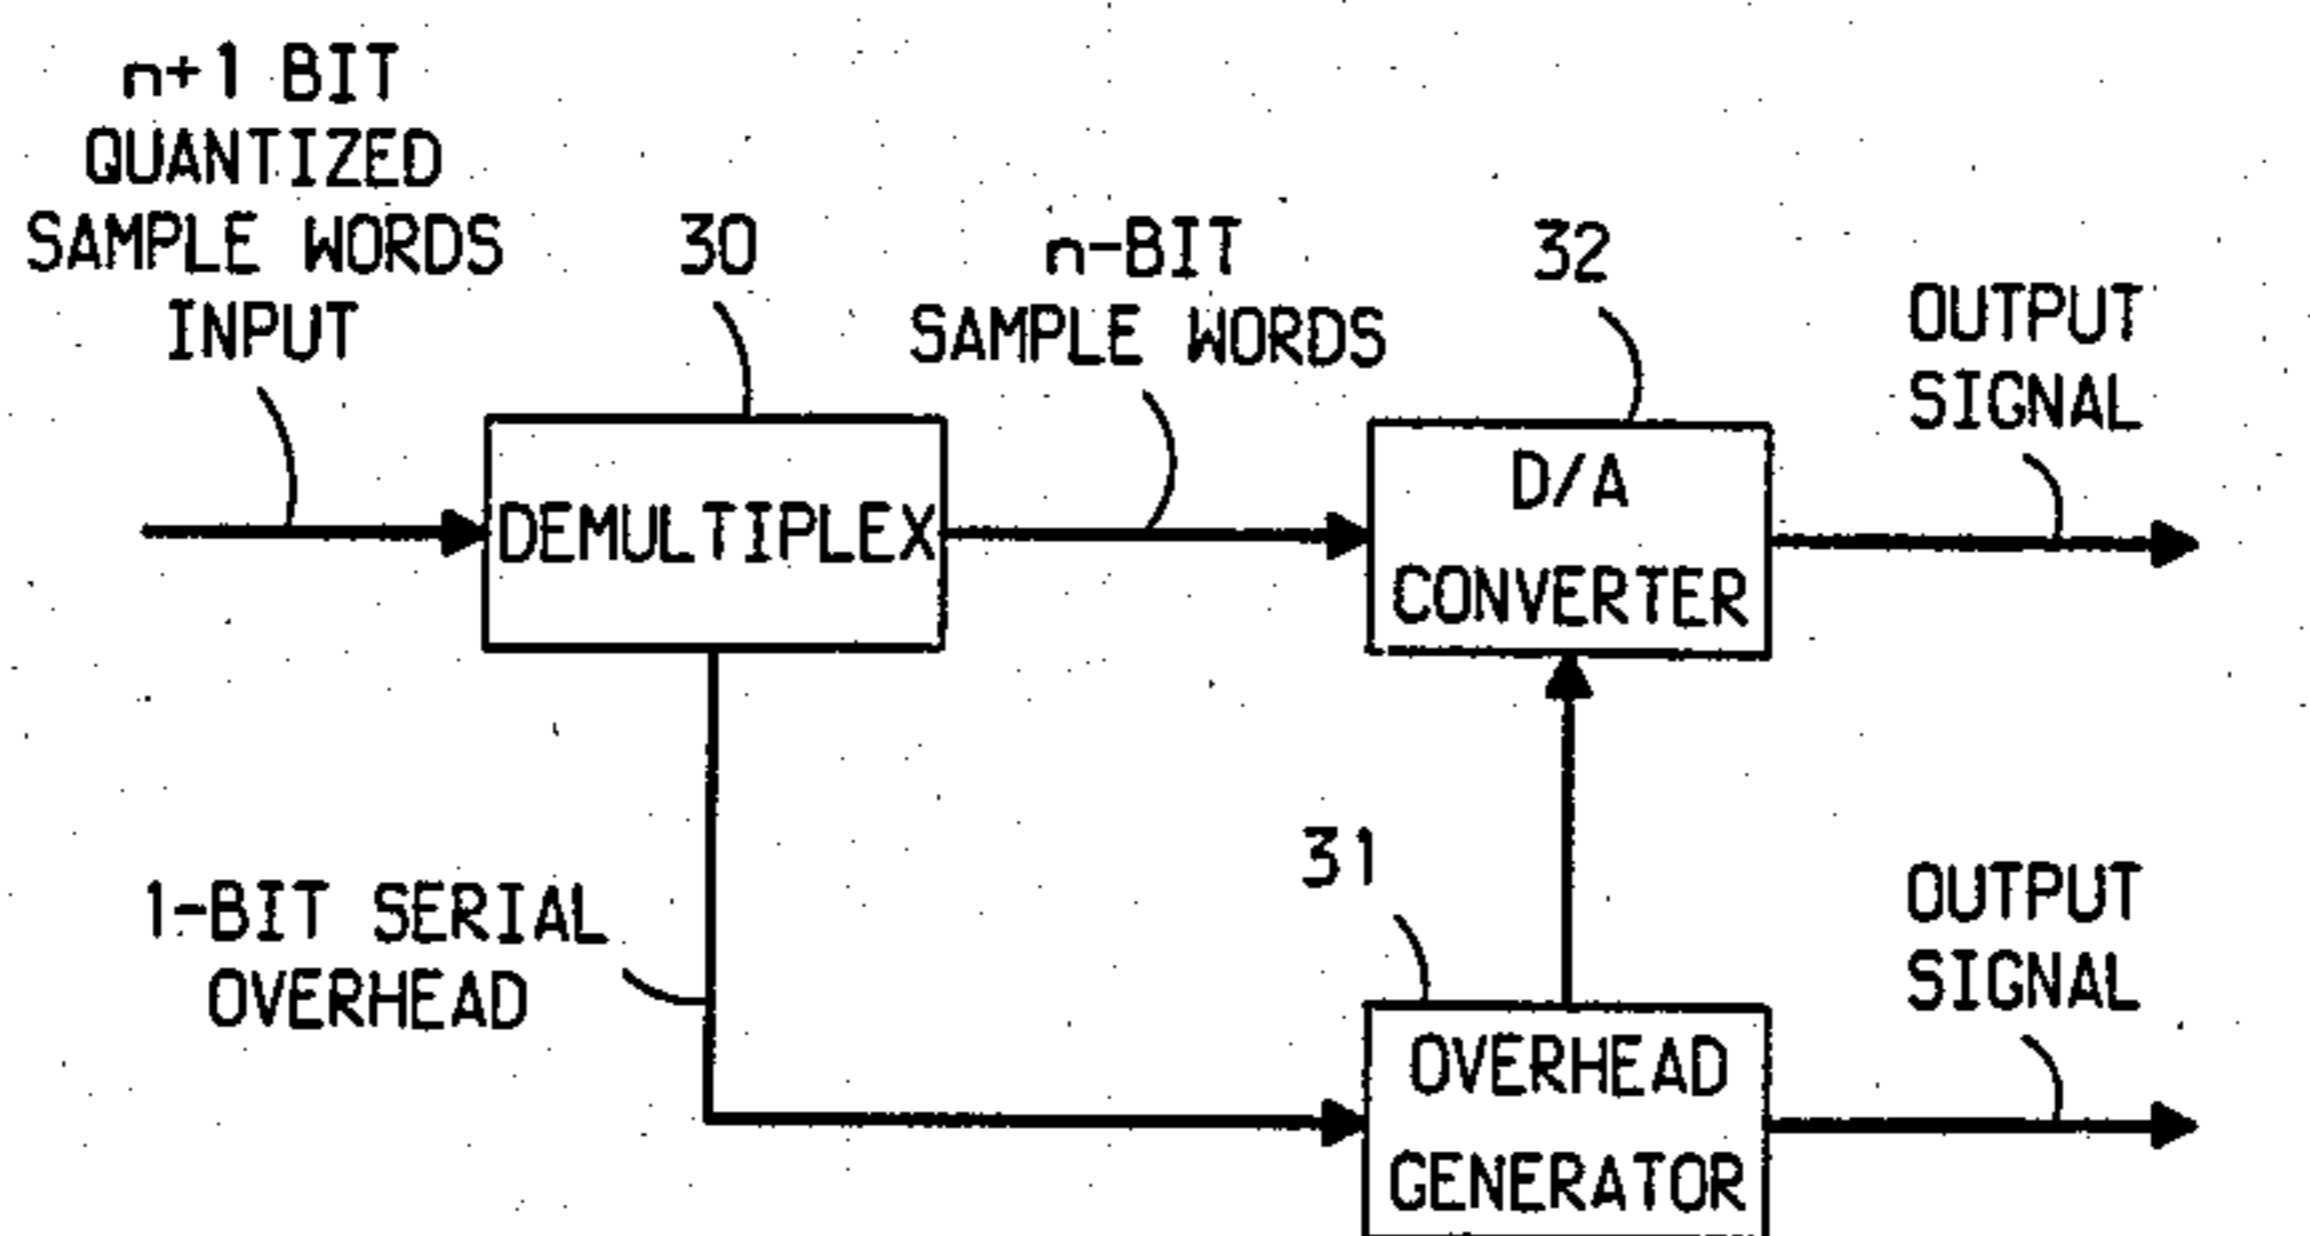 n+1 BIT
QUANTIZED
SAMPLE WORDS
INPUT
30
n-BIT
SAMPLE WORDS
32
OUTPUT
SIGNAL
DEMULTIPLEX
D/A
CONVERTER
1-BIT SERIAL
OVERHEAD
31
OVERHEAD
GENERATOR
OUTPUT
SIGNAL